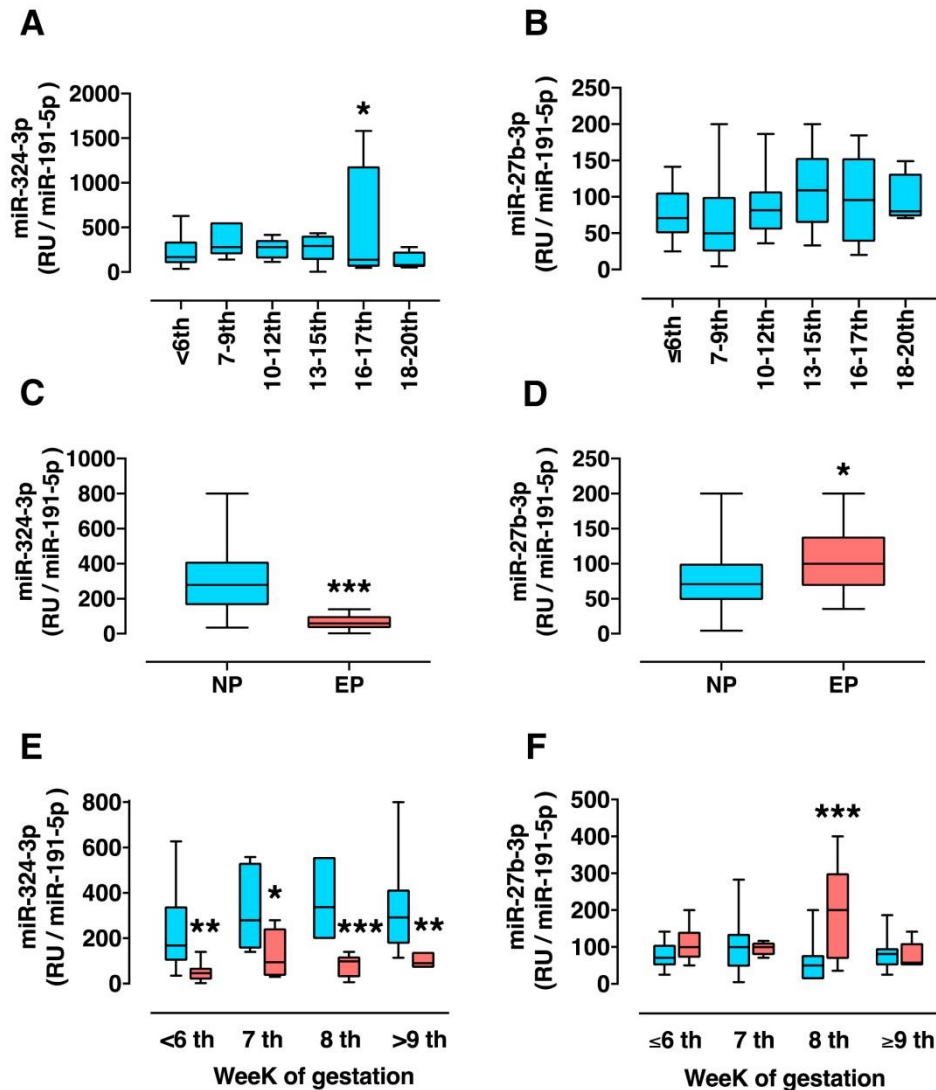 A
miR-324-3p
(RU / miR-191-5p)
2000
1500
1000
500
0
*
<6th
7-9th
10-12th
13-15th
16-17th
18-20th
B
miR-27b-3p
(RU / miR-191-5p)
250
200
150
100
50
0
≤6th
7-9th
10-12th
13-15th
16-17th
18-20th
C
miR-324-3p
(RU / miR-191-5p)
1000
800
600
400
200
0
***
NP
EP
D
miR-27b-3p
(RU / miR-191-5p)
250
200
150
100
50
0
*
NP
EP
E
miR-324-3p
(RU / miR-191-5p)
800
600
400
200
0
**
*
***
**
<6 th
7 th
8 th
>9 th
WeeK of gestation
F
miR-27b-3p
(RU / miR-191-5p)
500
400
300
200
100
0
***
≤6 th
7 th
8 th
≥9 th
WeeK of gestation